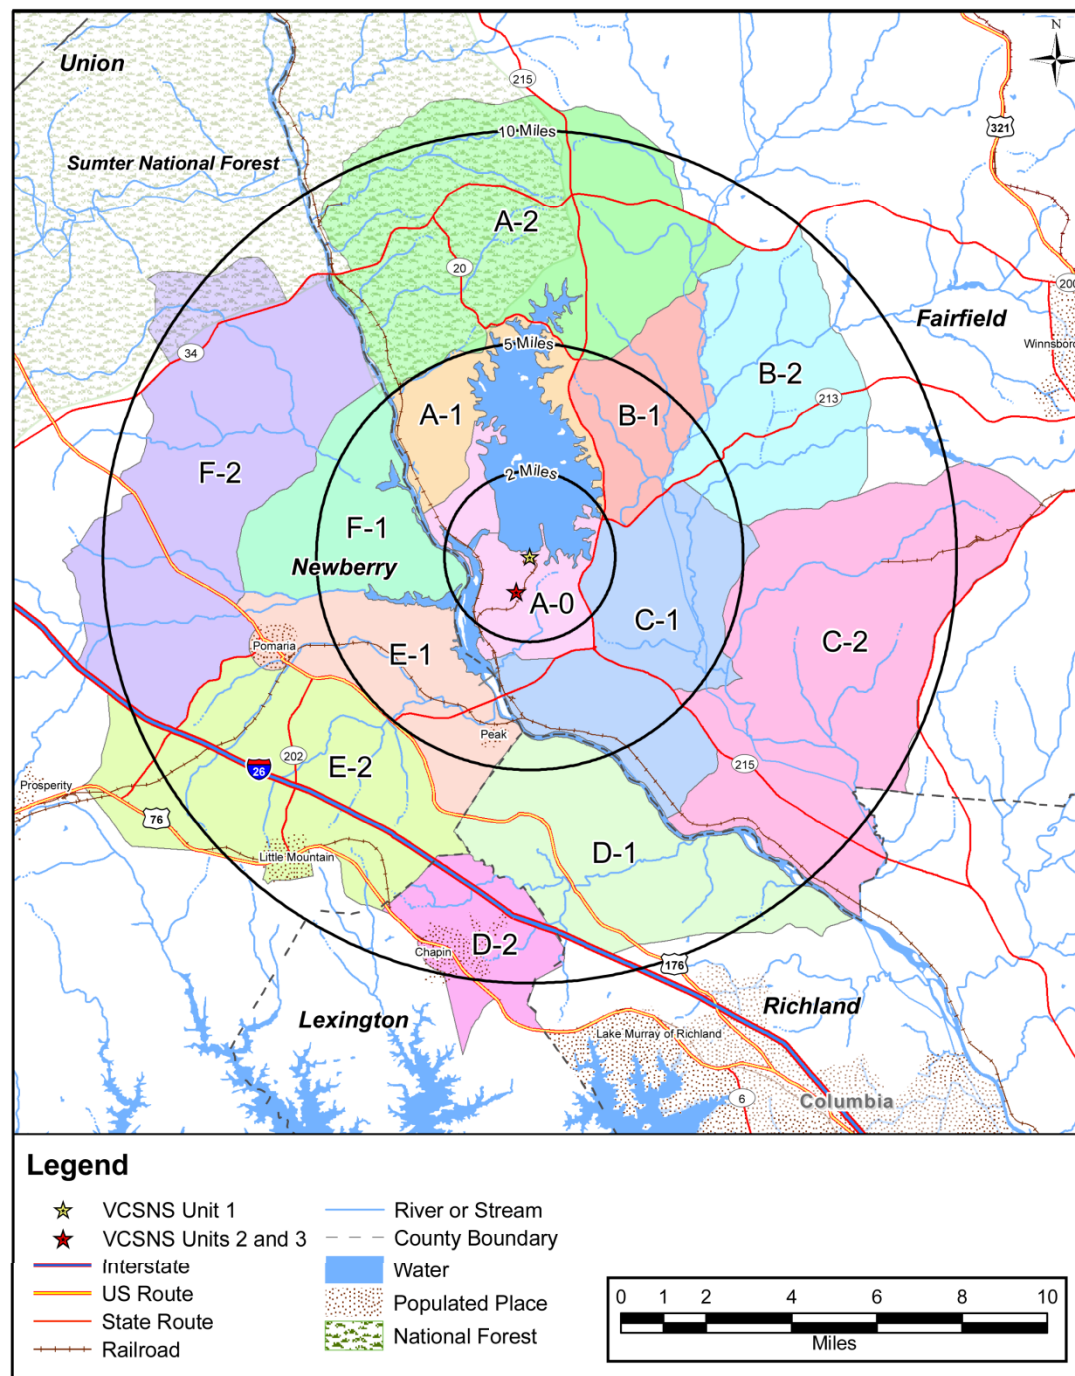 N
Union
215
321
10 Miles
Sumter National Forest
A-2
20
200
Fairfield
5 Miles
Winnsboro
34
B-2
213
A-1
B-1
F-2
2 Miles
F-1
Newberry
A-0
C-1
C-2
Pomaria
E-1
Peak
202
26
E-2
215
Prosperity
76
Little Mountain
D-1
D-2
Chapin
176
Richland
Lexington
Lake Murray of Richland
6
Columbia
Legend
VCSNS Unit 1
VCSNS Units 2 and 3
Interstate
US Route
State Route
Railroad
River or Stream
County Boundary
Water
Populated Place
National Forest
0 1 2 4 6 8 10
Miles